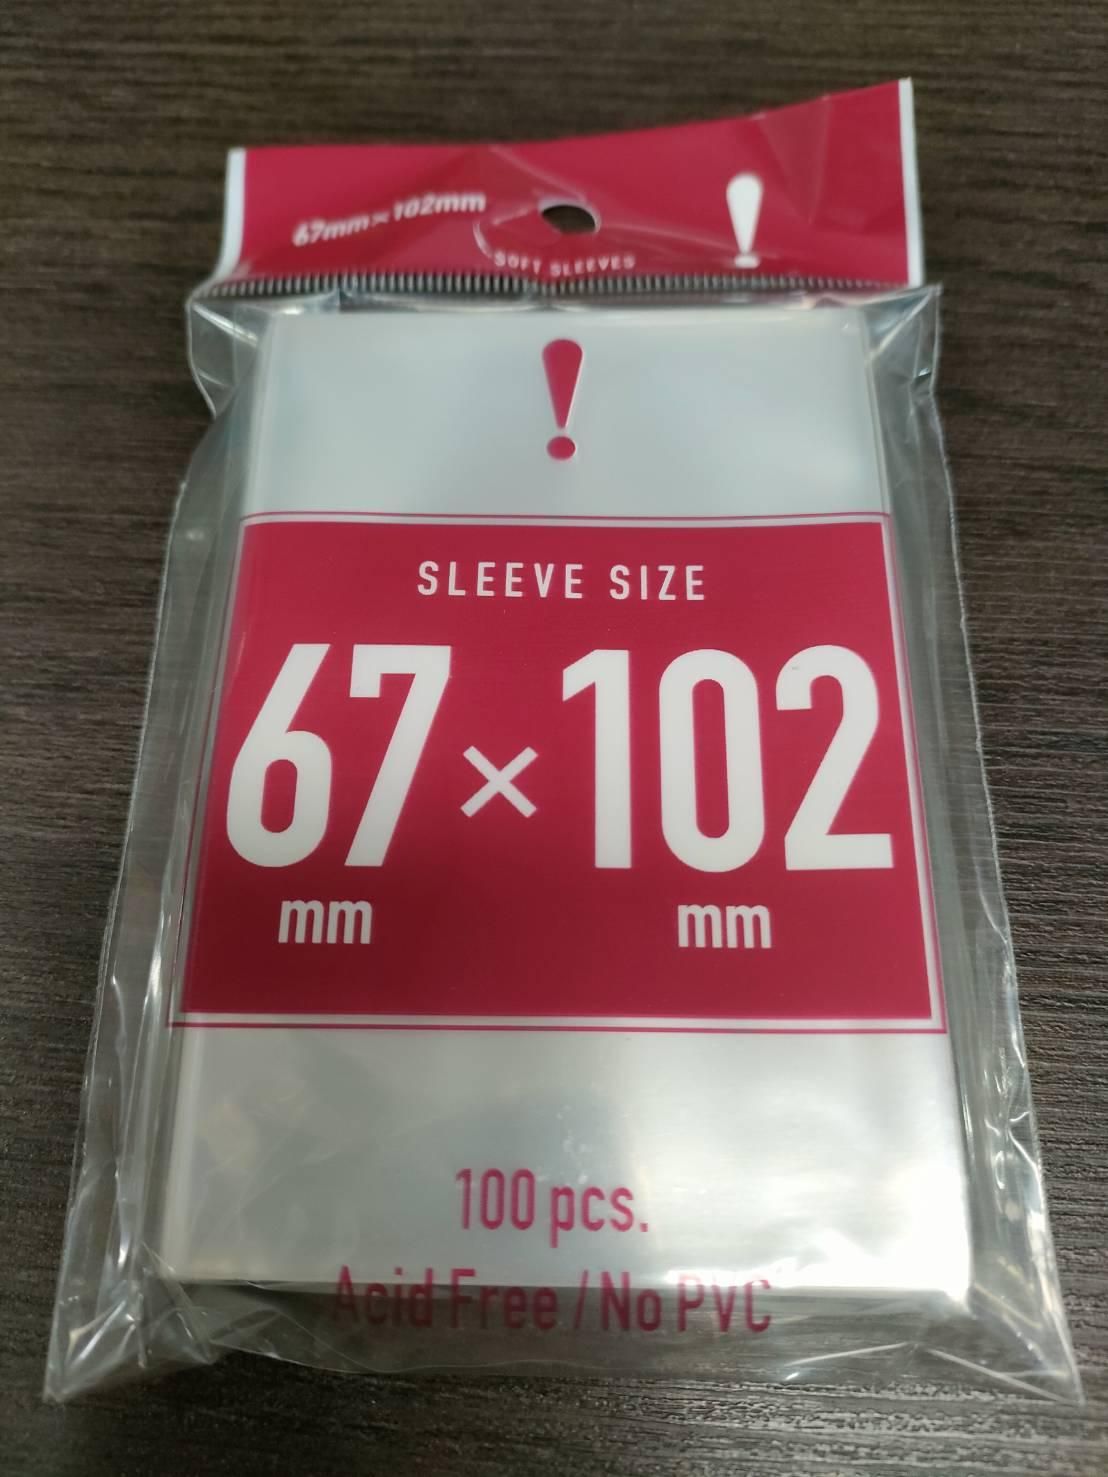 67mm×102mm
!
SOFT SLEEVES
!
SLEEVE SIZE
67×102
mm mm
100 pcs.
Acid Free / No PVC